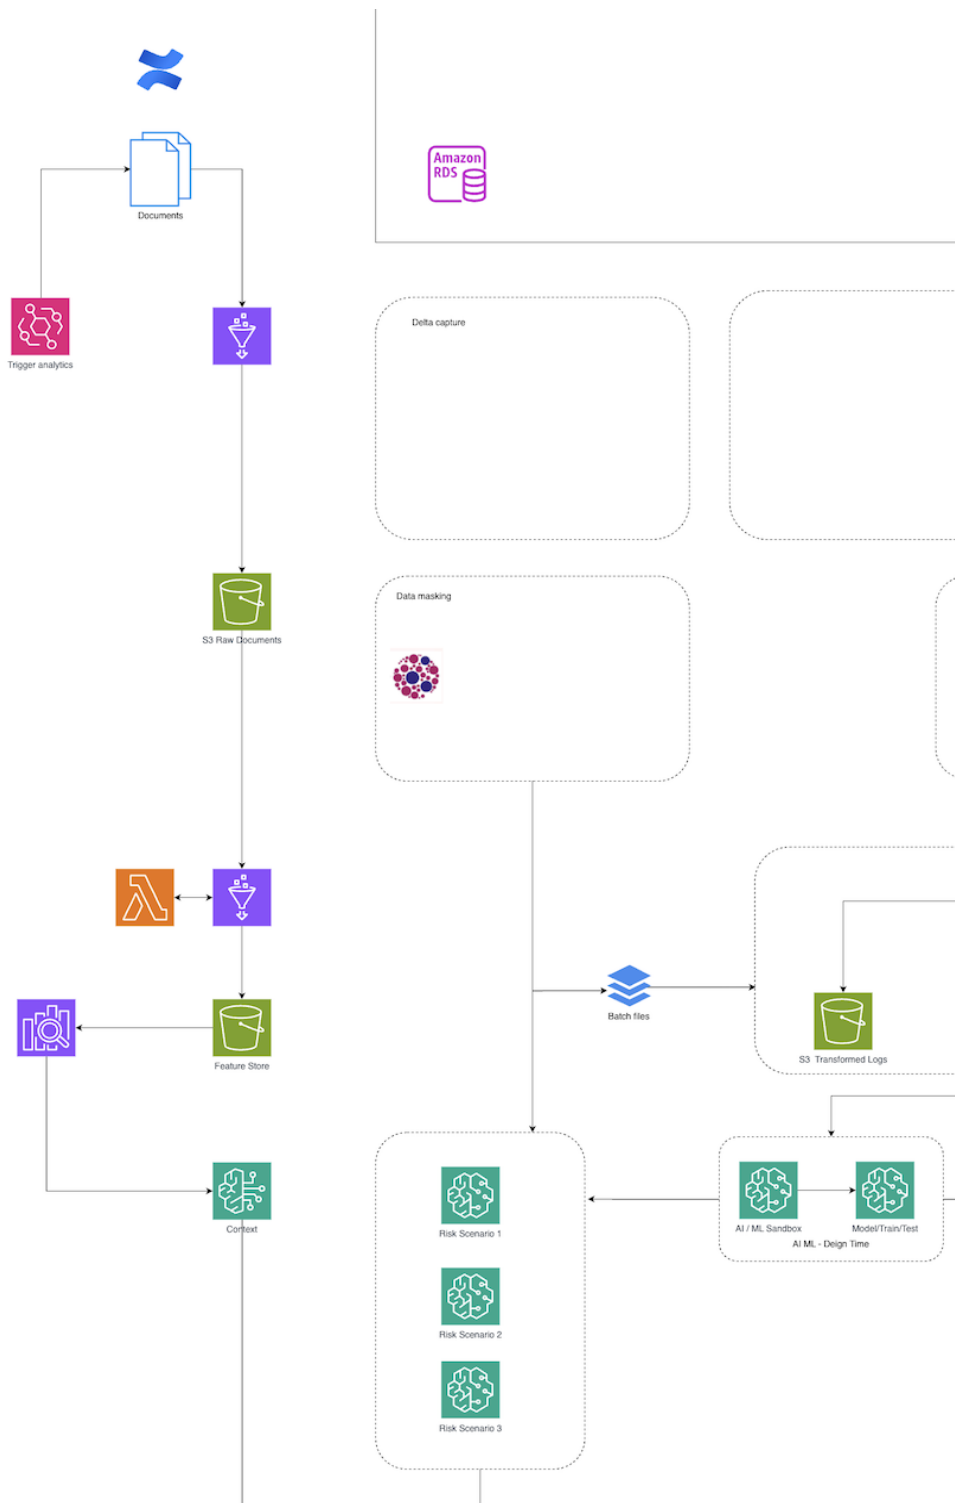 Amazon
RDS
Documents
Delta capture
Trigger analytics
Data masking
S3 Raw Documents
Batch files
S3 Transformed Logs
Feature Store
Context
Risk Scenario 1
AI / ML Sandbox
Model/Train/Test
AI ML - Deign Time
Risk Scenario 2
Risk Scenario 3